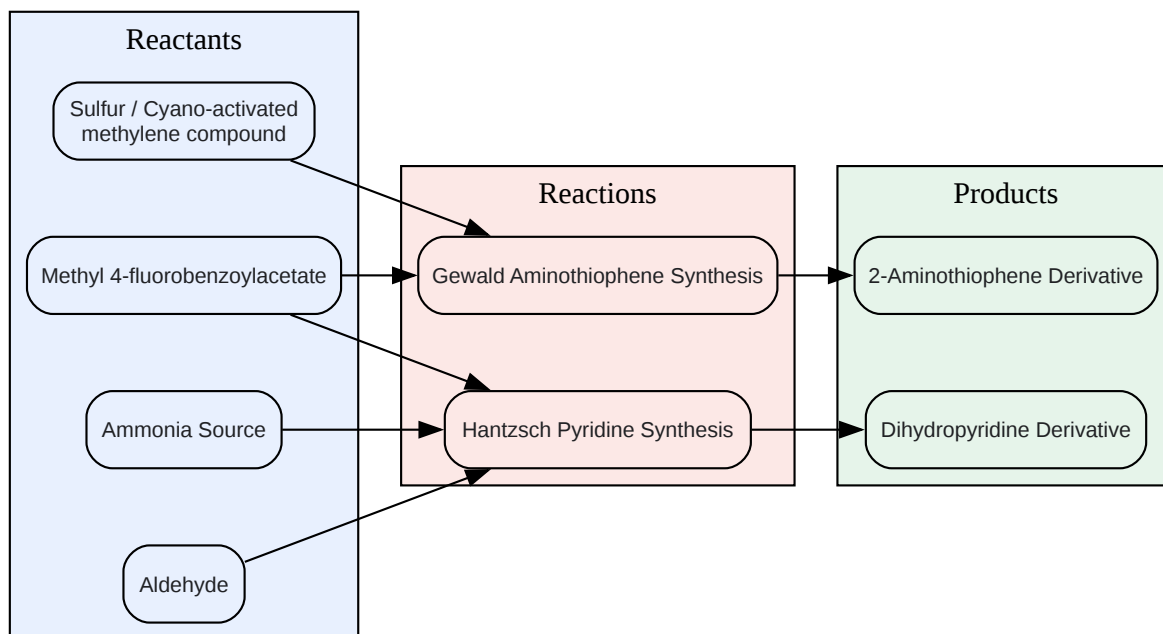 Reactants
Sulfur / Cyano-activated
methylene compound
Methyl 4-fluorobenzoylacetate
Ammonia Source
Aldehyde
Reactions
Gewald Aminothiophene Synthesis
Hantzsch Pyridine Synthesis
Products
2-Aminothiophene Derivative
Dihydropyridine Derivative